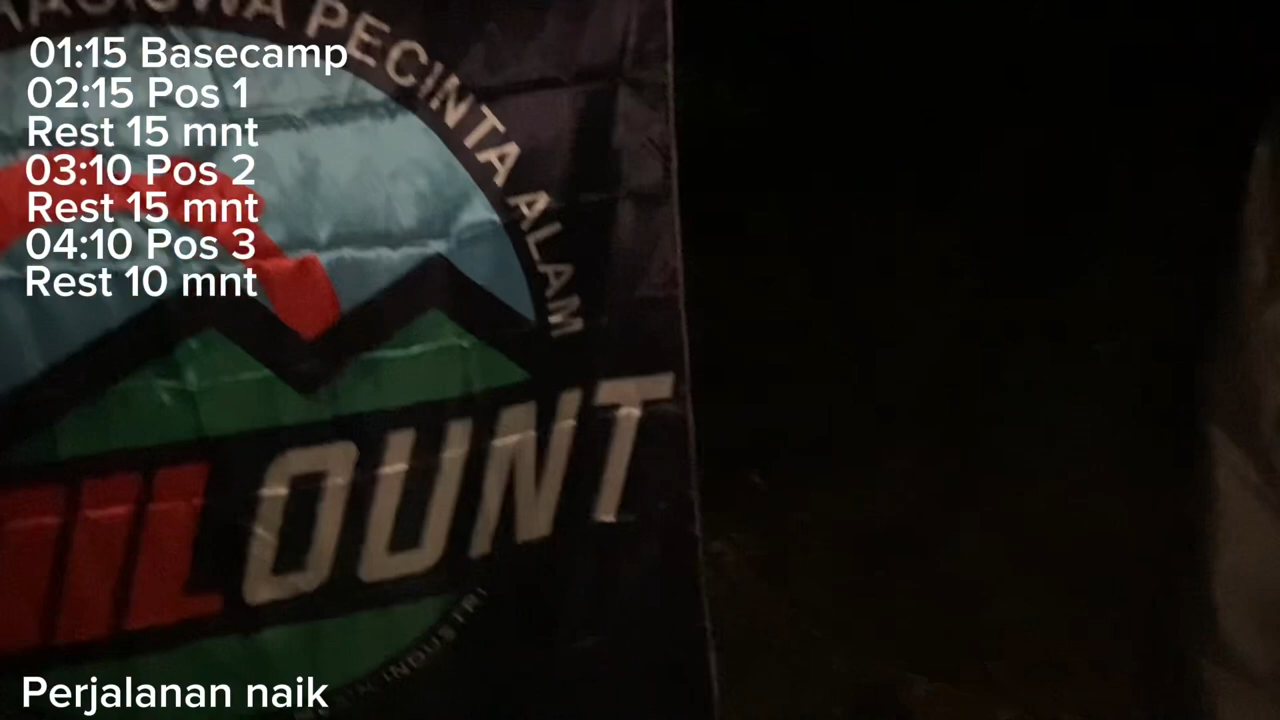 01:15 Basecamp
02:15 Pos 1
Rest 15 mnt
03:10 Pos 2
Rest 15 mnt
04:10 Pos 3
Rest 10 mnt
PECINTA ALAM
OUNT
INDUSTRI
Perjalanan naik